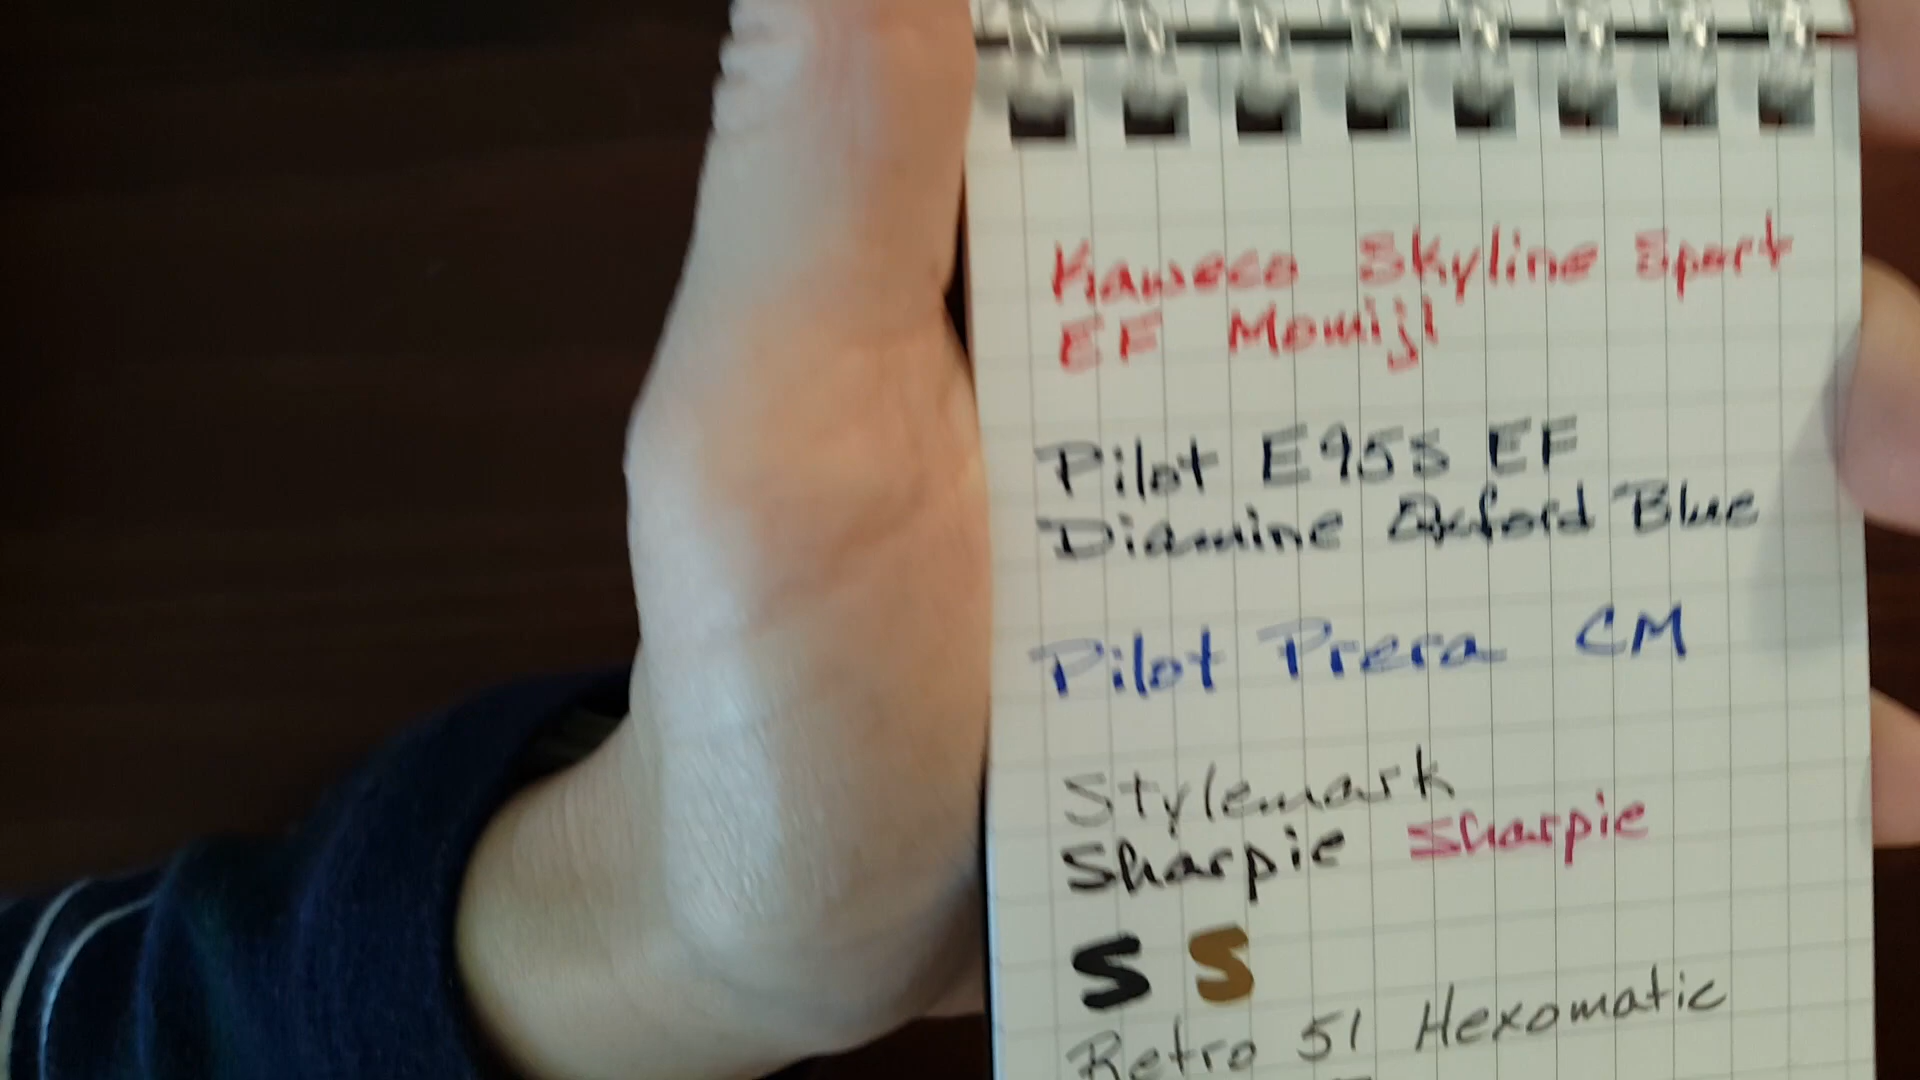 Kaweco Skyline Sport
EF Momiji
Pilot E95S EF
Diamine Oxford Blue
Pilot Prera CM
Stylemark
Sharpie Sharpie
S S
Retro 51 Hexomatic